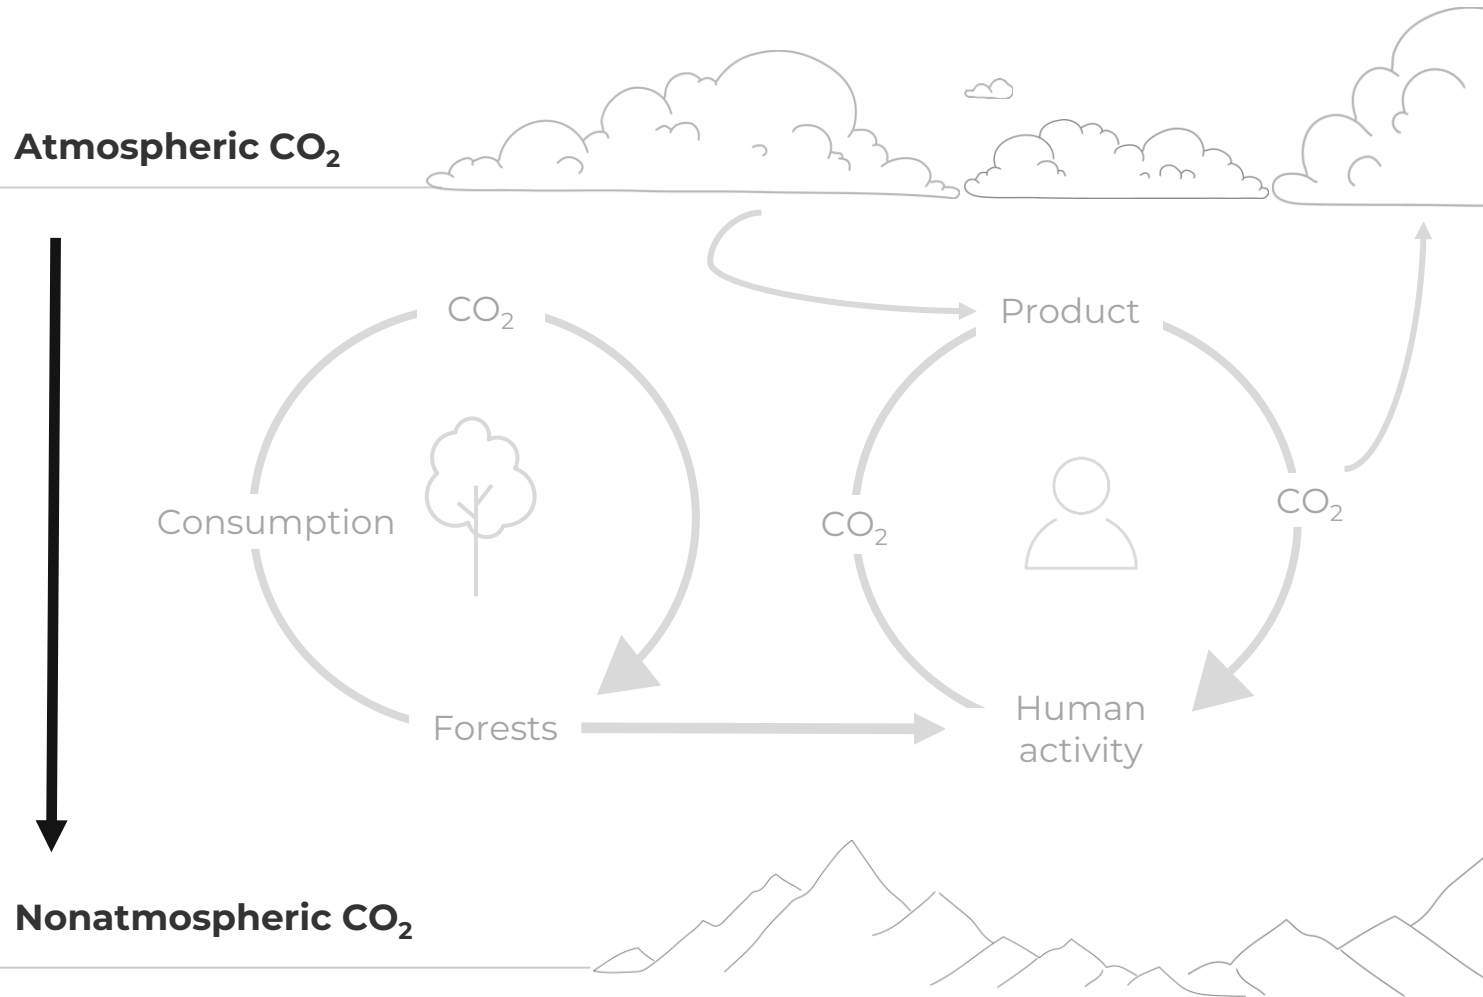 Atmospheric CO₂
CO₂
Product
Consumption
CO₂
CO₂
Forests
Human
activity
Nonatmospheric CO₂